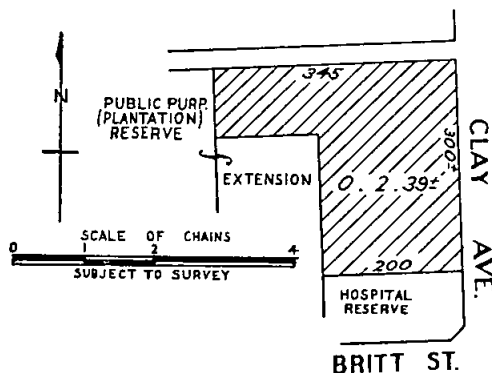 345
N
PUBLIC PURP.
(PLANTATION)
RESERVE
EXTENSION
300±
CLAY AVE.
0. 2. 39±
SCALE OF CHAINS
0 1 2 4
SUBJECT TO SURVEY
200
HOSPITAL
RESERVE
BRITT ST.